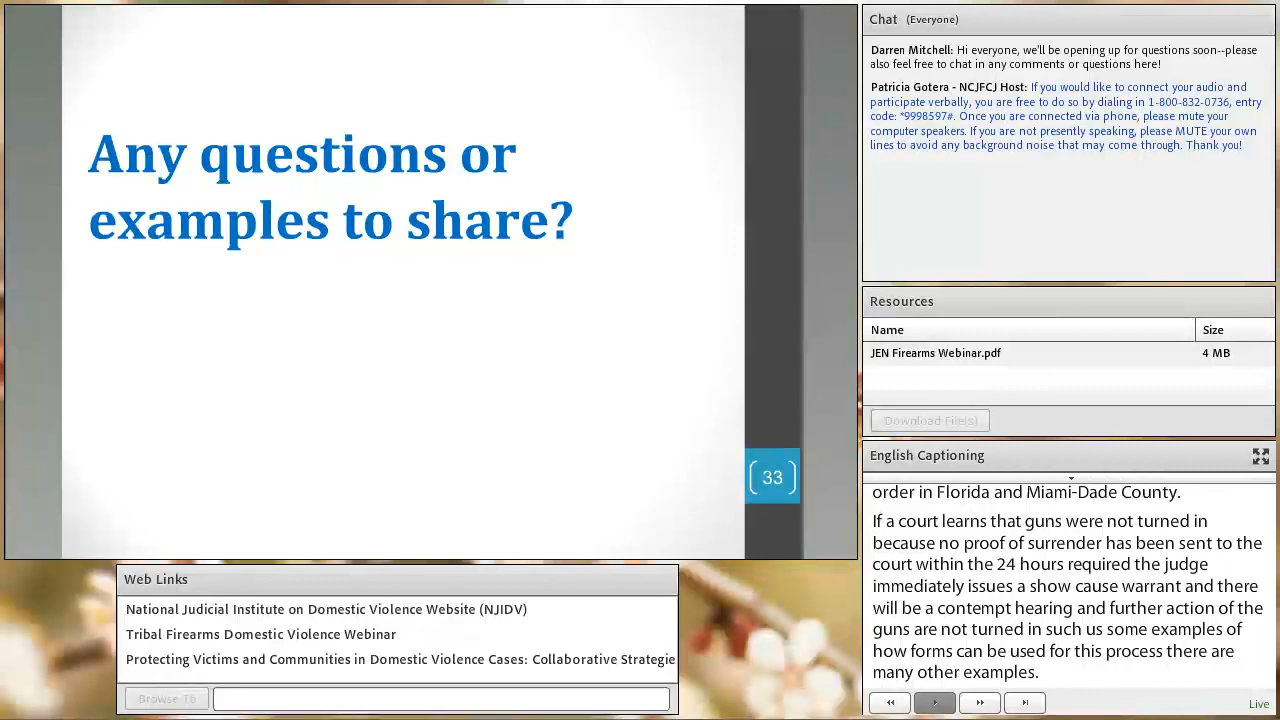 Any questions or
examples to share?
33
Chat (Everyone)
Darren Mitchell: Hi everyone, we'll be opening up for questions soon--please
also feel free to chat in any comments or questions here!
Patricia Gotera - NCJFCJ Host: If you would like to connect your audio and
participate verbally, you are free to do so by dialing in 1-800-832-0736, entry
code: *9998597#. Once you are connected via phone, please mute your
computer speakers. If you are not presently speaking, please MUTE your own
lines to avoid any background noise that may come through. Thank you!
Resources
Name Size
JEN Firearms Webinar.pdf 4 MB
Download File(s)
English Captioning
order in Florida and Miami-Dade County.
If a court learns that guns were not turned in
because no proof of surrender has been sent to the
court within the 24 hours required the judge
immediately issues a show cause warrant and there
will be a contempt hearing and further action of the
guns are not turned in such us some examples of
how forms can be used for this process there are
many other examples.
Live
Web Links
National Judicial Institute on Domestic Violence Website (NJIDV)
Tribal Firearms Domestic Violence Webinar
Protecting Victims and Communities in Domestic Violence Cases: Collaborative Strategie
Browse To